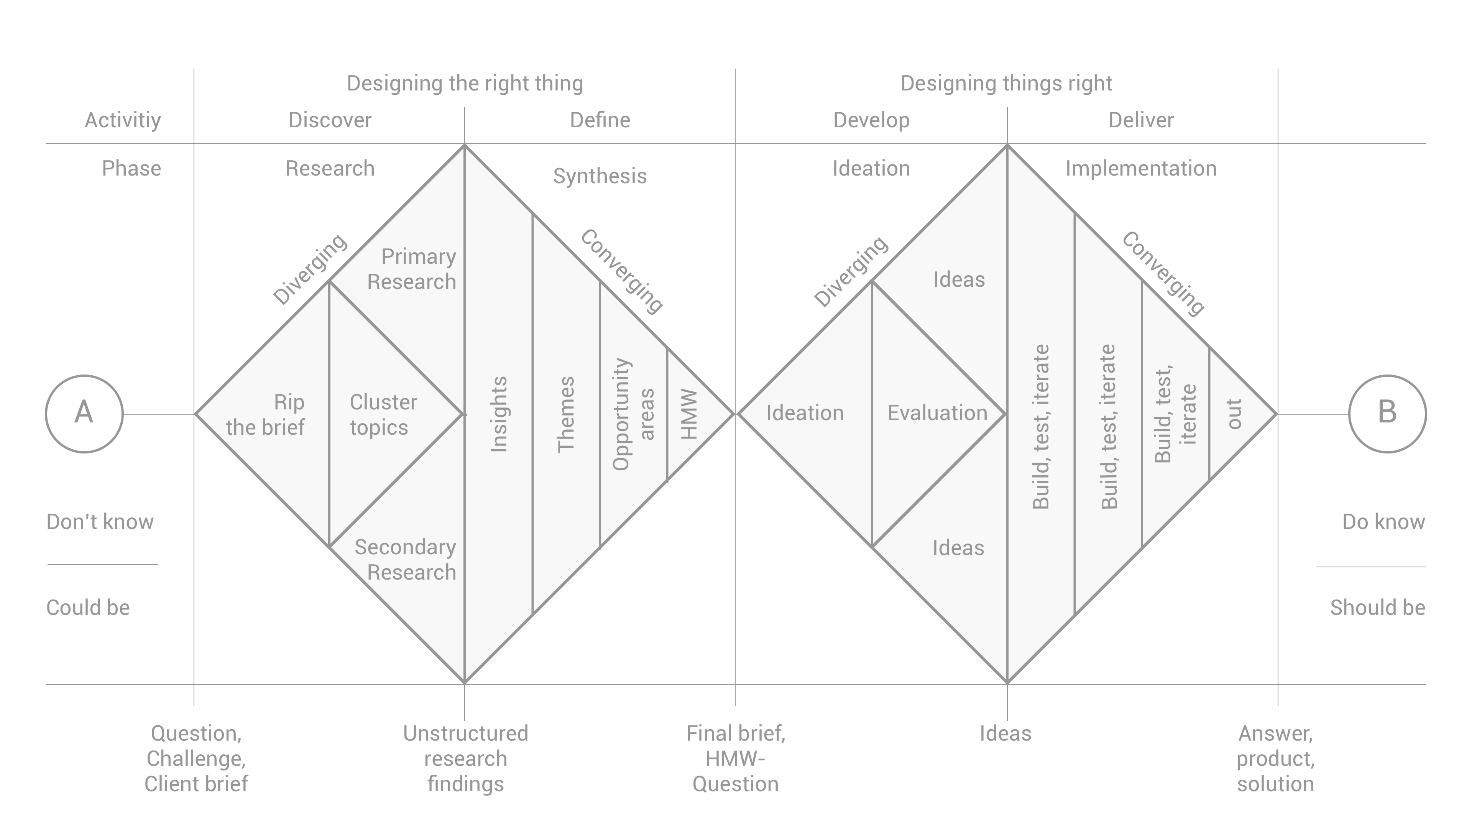 Designing the right thing
Designing things right
Activitiy
Discover
Define
Develop
Deliver
Phase
Research
Synthesis
Ideation
Implementation
Diverging
Converging
Diverging
Converging
Primary
Research
Ideas
A
Rip
the brief
Cluster
topics
Insights
Themes
Opportunity
areas
HMW
Ideation
Evaluation
Build, test, iterate
Build, test, iterate
Build, test,
iterate
out
B
Secondary
Research
Ideas
Don't know
Could be
Do know
Should be
Question,
Challenge,
Client brief
Unstructured
research
findings
Final brief,
HMW-
Question
Ideas
Answer,
product,
solution